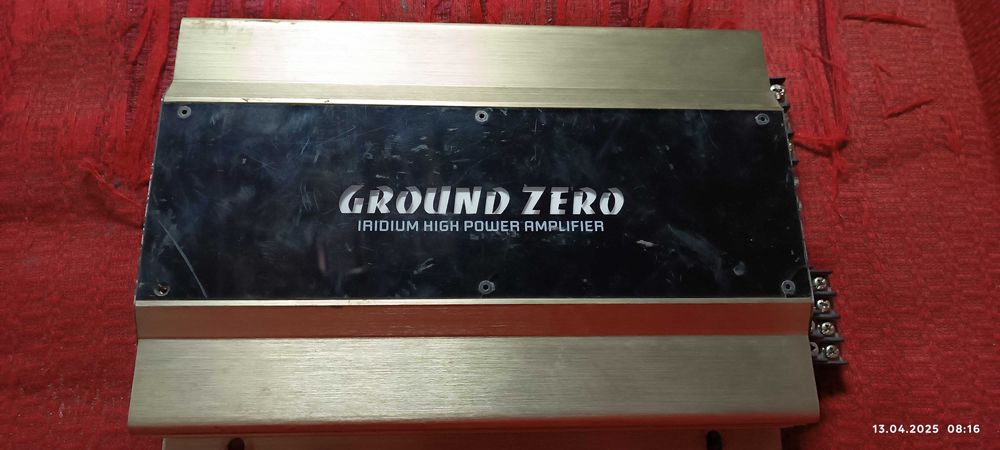 GROUND ZERO
IRIDIUM HIGH POWER AMPLIFIER
13.04.2025 08:16